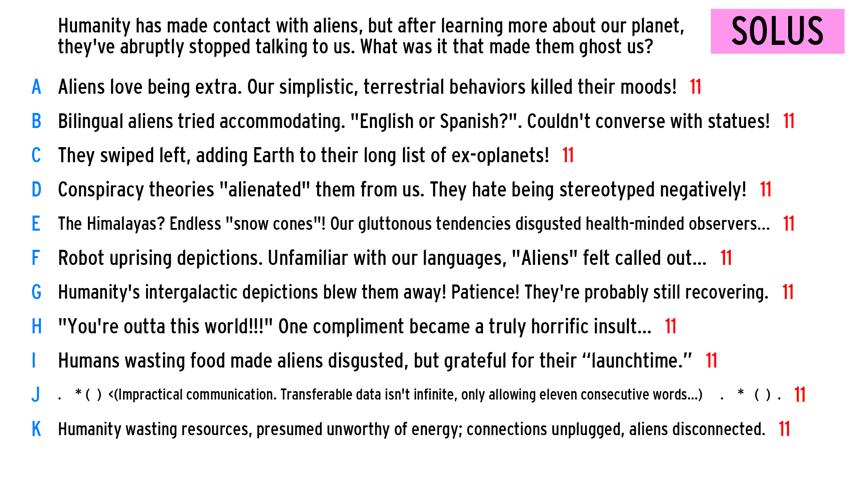 Humanity has made contact with aliens, but after learning more about our planet,
they've abruptly stopped talking to us. What was it that made them ghost us?
SOLUS
A Aliens love being extra. Our simplistic, terrestrial behaviors killed their moods! 11
B Bilingual aliens tried accommodating. "English or Spanish?". Couldn't converse with statues! 11
C They swiped left, adding Earth to their long list of ex-oplanets! 11
D Conspiracy theories "alienated" them from us. They hate being stereotyped negatively! 11
E The Himalayas? Endless "snow cones"! Our gluttonous tendencies disgusted health-minded observers... 11
F Robot uprising depictions. Unfamiliar with our languages, "Aliens" felt called out... 11
G Humanity's intergalactic depictions blew them away! Patience! They're probably still recovering. 11
H "You're outta this world!!!" One compliment became a truly horrific insult... 11
I Humans wasting food made aliens disgusted, but grateful for their “launchtime.” 11
J . * ( ) <(Impractical communication. Transferable data isn't infinite, only allowing eleven consecutive words...) . * ( ) . 11
K Humanity wasting resources, presumed unworthy of energy; connections unplugged, aliens disconnected. 11